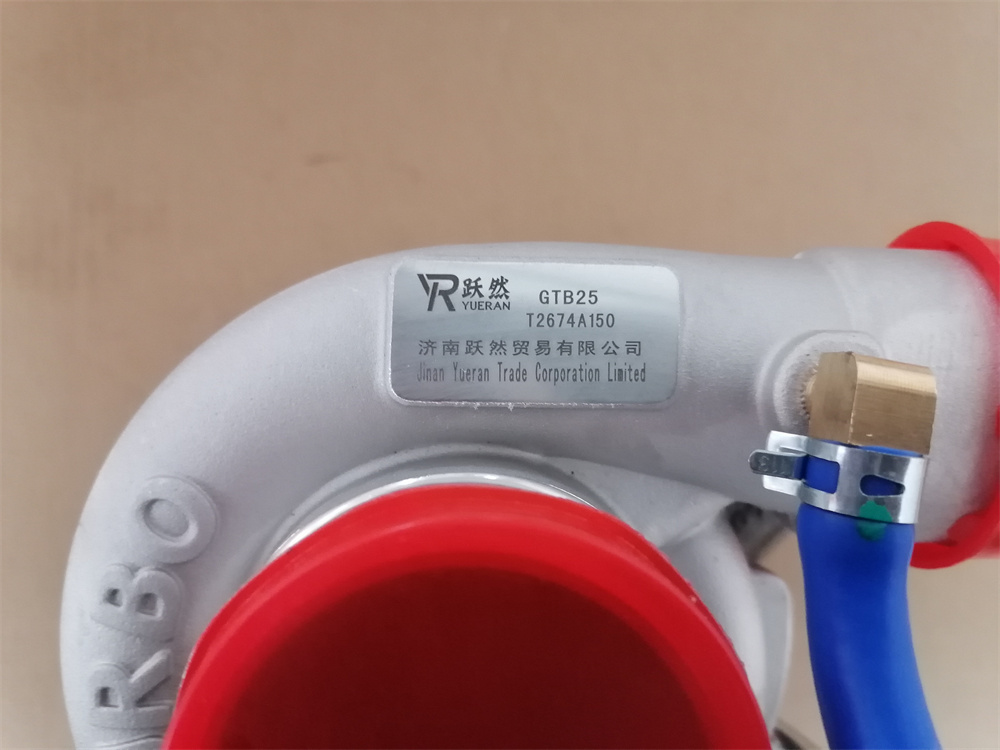 YR 跃然 YUERAN GTB25
T2674A150
济南跃然贸易有限公司
Jinan Yueran Trade Corporation Limited
URBO